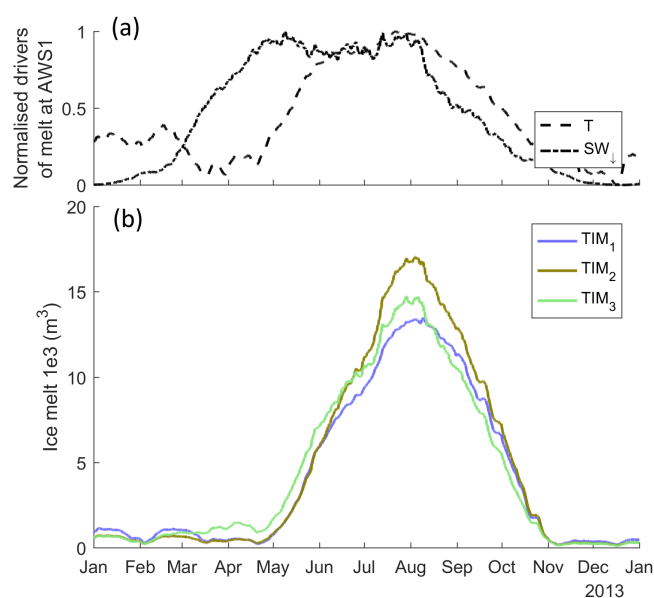 (a)
Normalised drivers
of melt at AWS1
1
0.5
0
T
SW↓
(b)
Ice melt 1e3 (m³)
20
15
10
5
0
TIM₁
TIM₂
TIM₃
Jan Feb Mar Apr May Jun Jul Aug Sep Oct Nov Dec Jan
2013